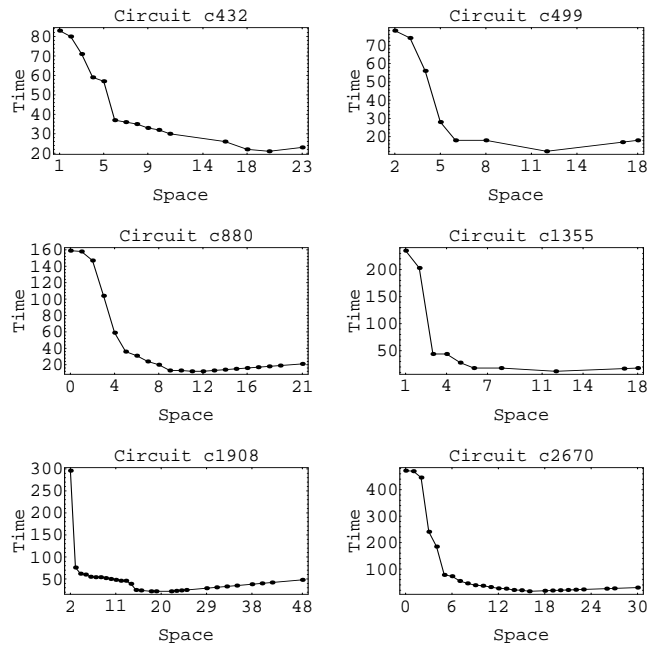 Circuit c432
80
70
60
50
40
30
20
Time
1 5 9 14 18 23
Space
Circuit c499
70
60
50
40
30
20
Time
2 5 8 11 14 18
Space
Circuit c880
160
140
120
100
80
60
40
20
Time
0 4 8 12 16 21
Space
Circuit c1355
200
150
100
50
Time
1 4 7 11 14 18
Space
Circuit c1908
300
250
200
150
100
50
Time
2 11 20 29 38 48
Space
Circuit c2670
400
300
200
100
Time
0 6 12 18 24 30
Space